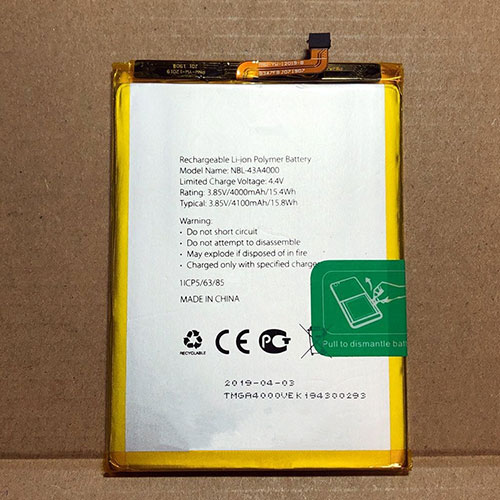 Rechargeable Li-ion Polymer Battery
Model Name: NBL-43A4000
Limited Charge Voltage: 4.4V
Rating: 3.85V/4000mAh/15.4Wh
Typical: 3.85V/4100mAh/15.8Wh
Warning:
• Do not short circuit
• Do not attempt to disassemble
• May explode if disposed of in fire
• Charged only with specified charger
1ICP5/63/85
MADE IN CHINA
Pull to dismantle batt
RECYCLABLE
CE
2019-04-03
TMGA4000VEK194300293